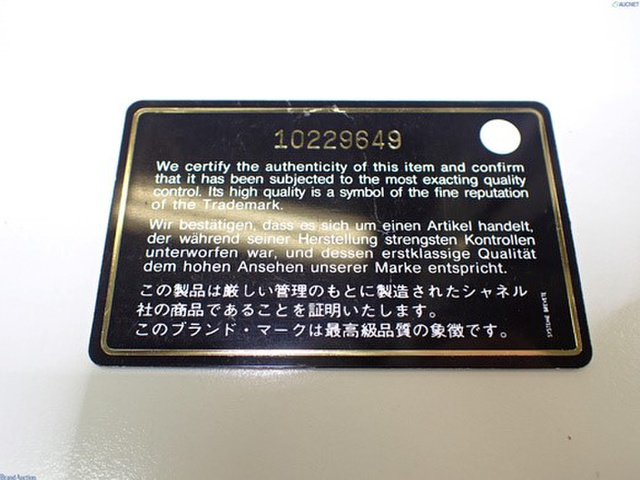 AUCNET
10229649
We certify the authenticity of this item and confirm
that it has been subjected to the most exacting quality
control. Its high quality is a symbol of the fine reputation
of the Trademark.
Wir bestätigen, dass es sich um einen Artikel handelt,
der während seiner Herstellung strengsten Kontrollen
unterworfen war, und dessen erstklassige Qualität
dem hohen Ansehen unserer Marke entspricht.
この製品は厳しい管理のもとに製造されたシャネル
社の商品であることを証明いたします。
このブランド・マークは最高級品質の象徴です。
SYSTEME BREVETE
Brand Auction